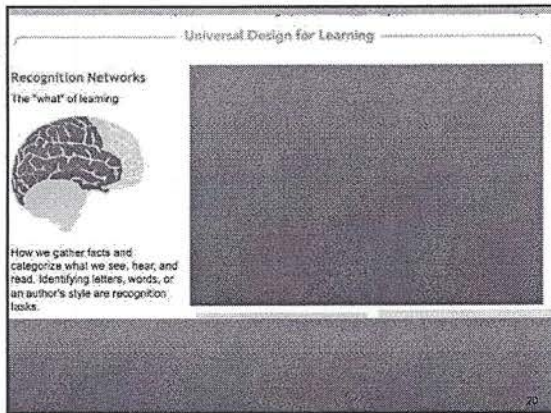 Universal Design for Learning
Recognition Networks
The "what" of learning
How we gather facts and
categorize what we see, hear, and
read. Identifying letters, words, or
an author's style are recognition
tasks.
20